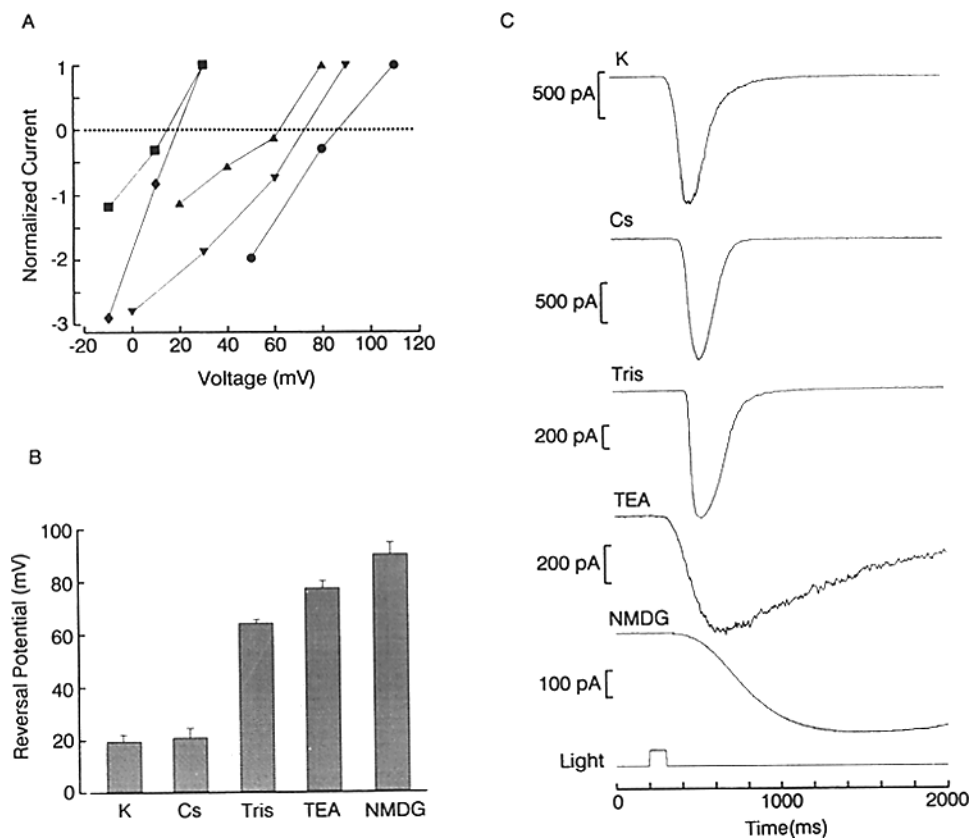 A
Normalized Current
1
0
-1
-2
-3
-20 0 20 40 60 80 100 120
Voltage (mV)
B
Reversal Potential (mV)
100
80
60
40
20
0
K Cs Tris TEA NMDG
C
K
500 pA
Cs
500 pA
Tris
200 pA
TEA
200 pA
NMDG
100 pA
Light
0 1000 2000
Time(ms)